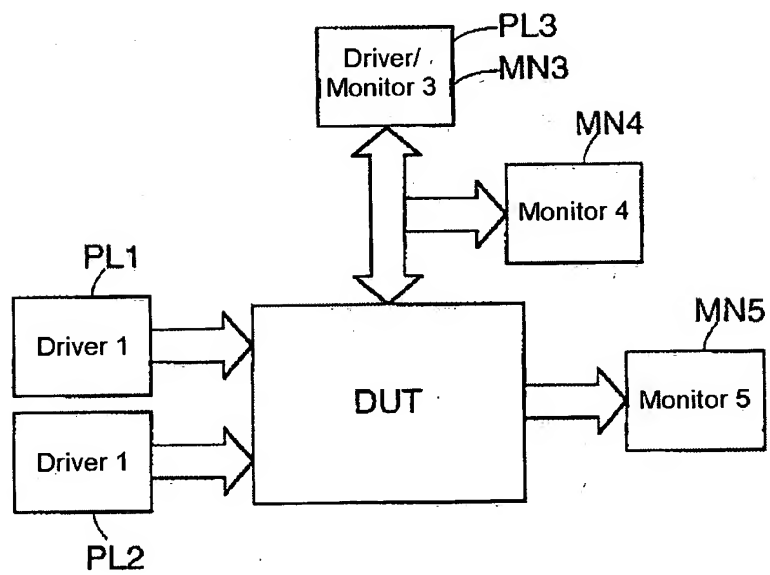 PL3
Driver/
Monitor 3
MN3
MN4
Monitor 4
PL1
Driver 1
MN5
DUT
Monitor 5
Driver 1
PL2